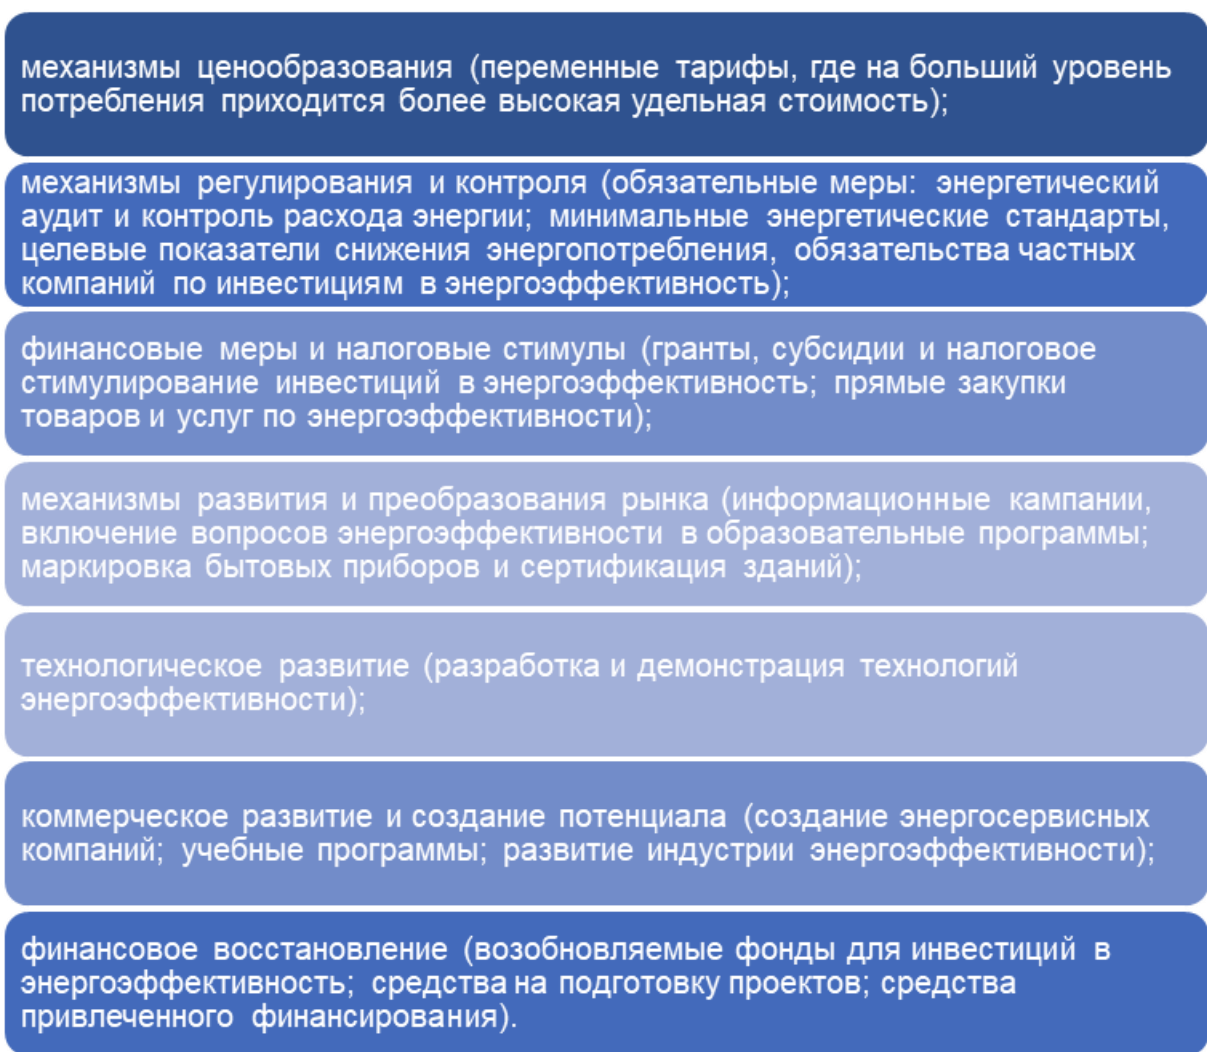 механизмы ценообразования (переменные тарифы, где на больший уровень
потребления приходится более высокая удельная стоимость);
механизмы регулирования и контроля (обязательные меры: энергетический
аудит и контроль расхода энергии; минимальные энергетические стандарты,
целевые показатели снижения энергопотребления, обязательства частных
компаний по инвестициям в энергоэффективность);
финансовые меры и налоговые стимулы (гранты, субсидии и налоговое
стимулирование инвестиций в энергоэффективность; прямые закупки
товаров и услуг по энергоэффективности);
механизмы развития и преобразования рынка (информационные кампании,
включение вопросов энергоэффективности в образовательные программы;
маркировка бытовых приборов и сертификация зданий);
технологическое развитие (разработка и демонстрация технологий
энергоэффективности);
коммерческое развитие и создание потенциала (создание энергосервисных
компаний; учебные программы; развитие индустрии энергоэффективности);
финансовое восстановление (возобновляемые фонды для инвестиций в
энергоэффективность; средства на подготовку проектов; средства
привлеченного финансирования).